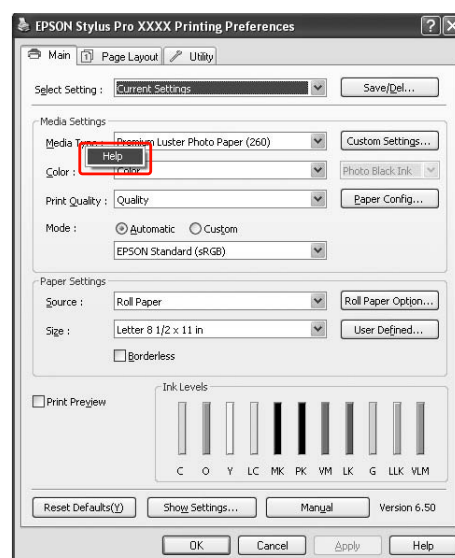 EPSON Stylus Pro XXXX Printing Preferences
Main Page Layout Utility
Select Setting : Current Settings Save/Del...
Media Settings
Media Type : Premium Luster Photo Paper (260) Custom Settings...
Help
Color : Color Photo Black Ink
Print Quality : Quality Paper Config...
Mode : Automatic Custom
EPSON Standard (sRGB)
Paper Settings
Source : Roll Paper Roll Paper Option...
Size : Letter 8 1/2 x 11 in User Defined...
Borderless
Print Preview
Ink Levels
C O Y LC MK PK VM LK G LLK VLM
Reset Defaults(Y) Show Settings... Manual Version 6.50
OK Cancel Apply Help